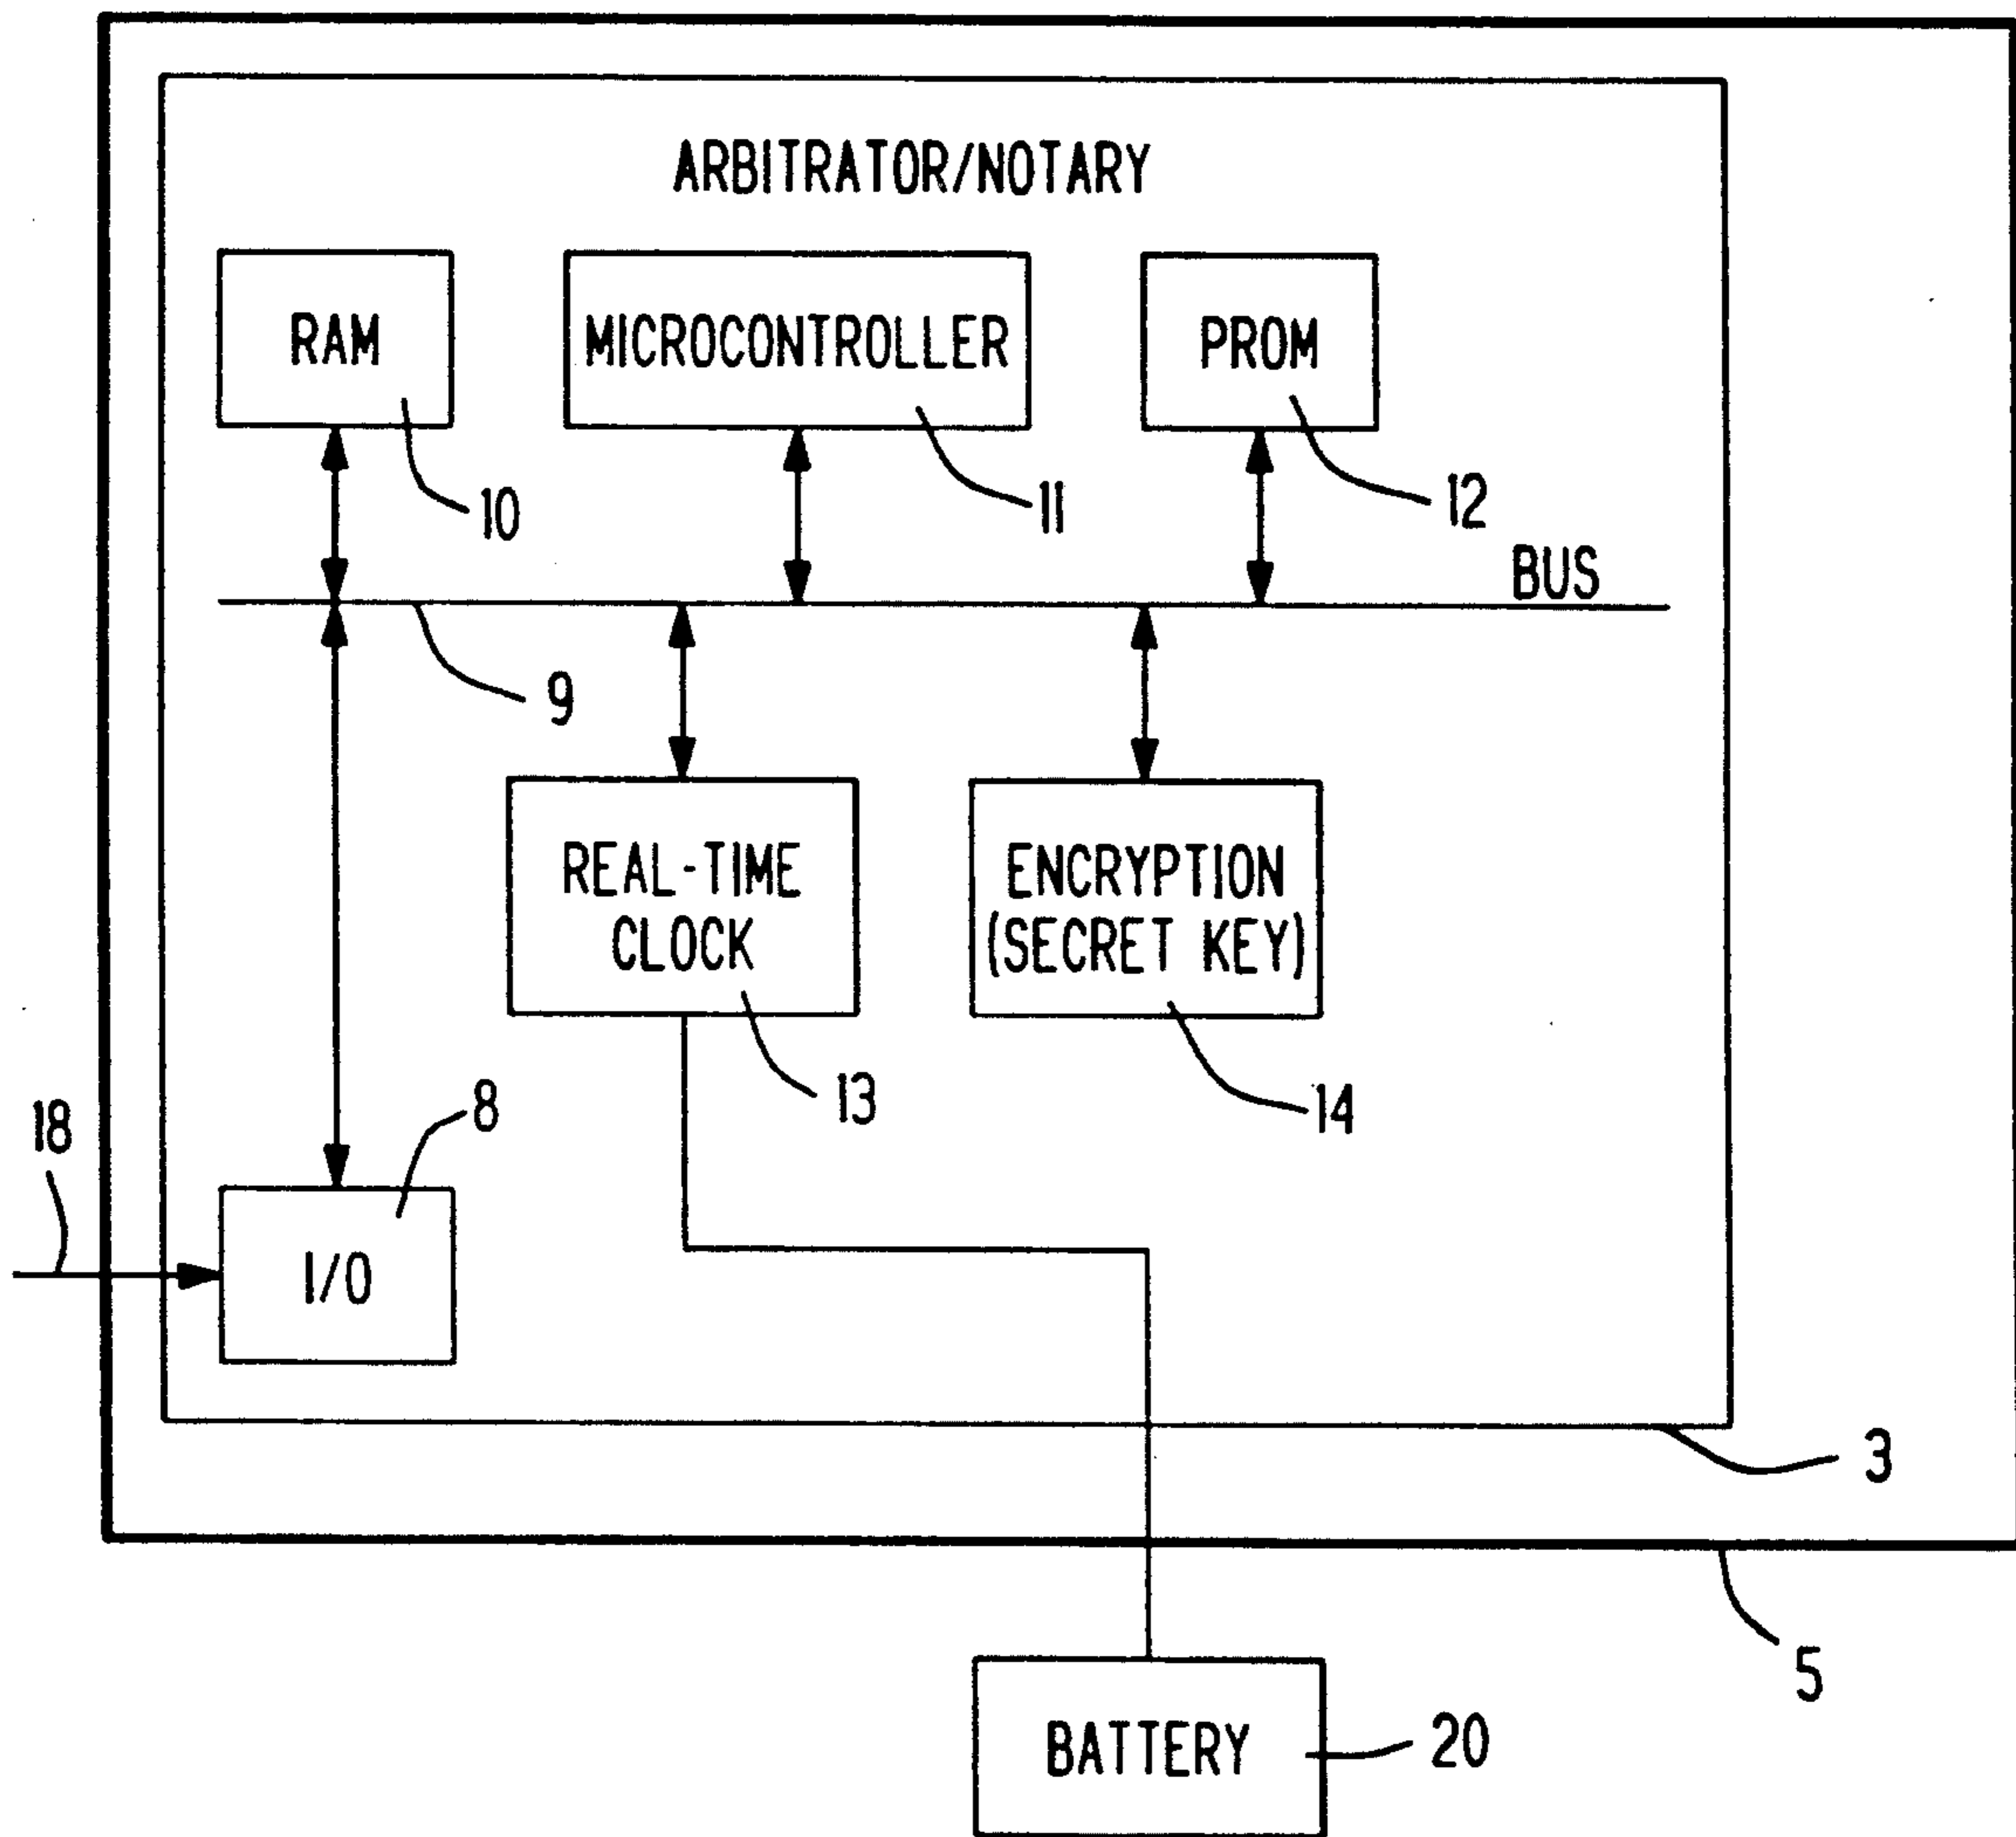 ARBITRATOR/NOTARY
RAM
MICROCONTROLLER
PROM
10
11
12
BUS
9
REAL-TIME
CLOCK
ENCRYPTION
(SECRET KEY)
13
14
18
8
I/O
3
5
BATTERY
20